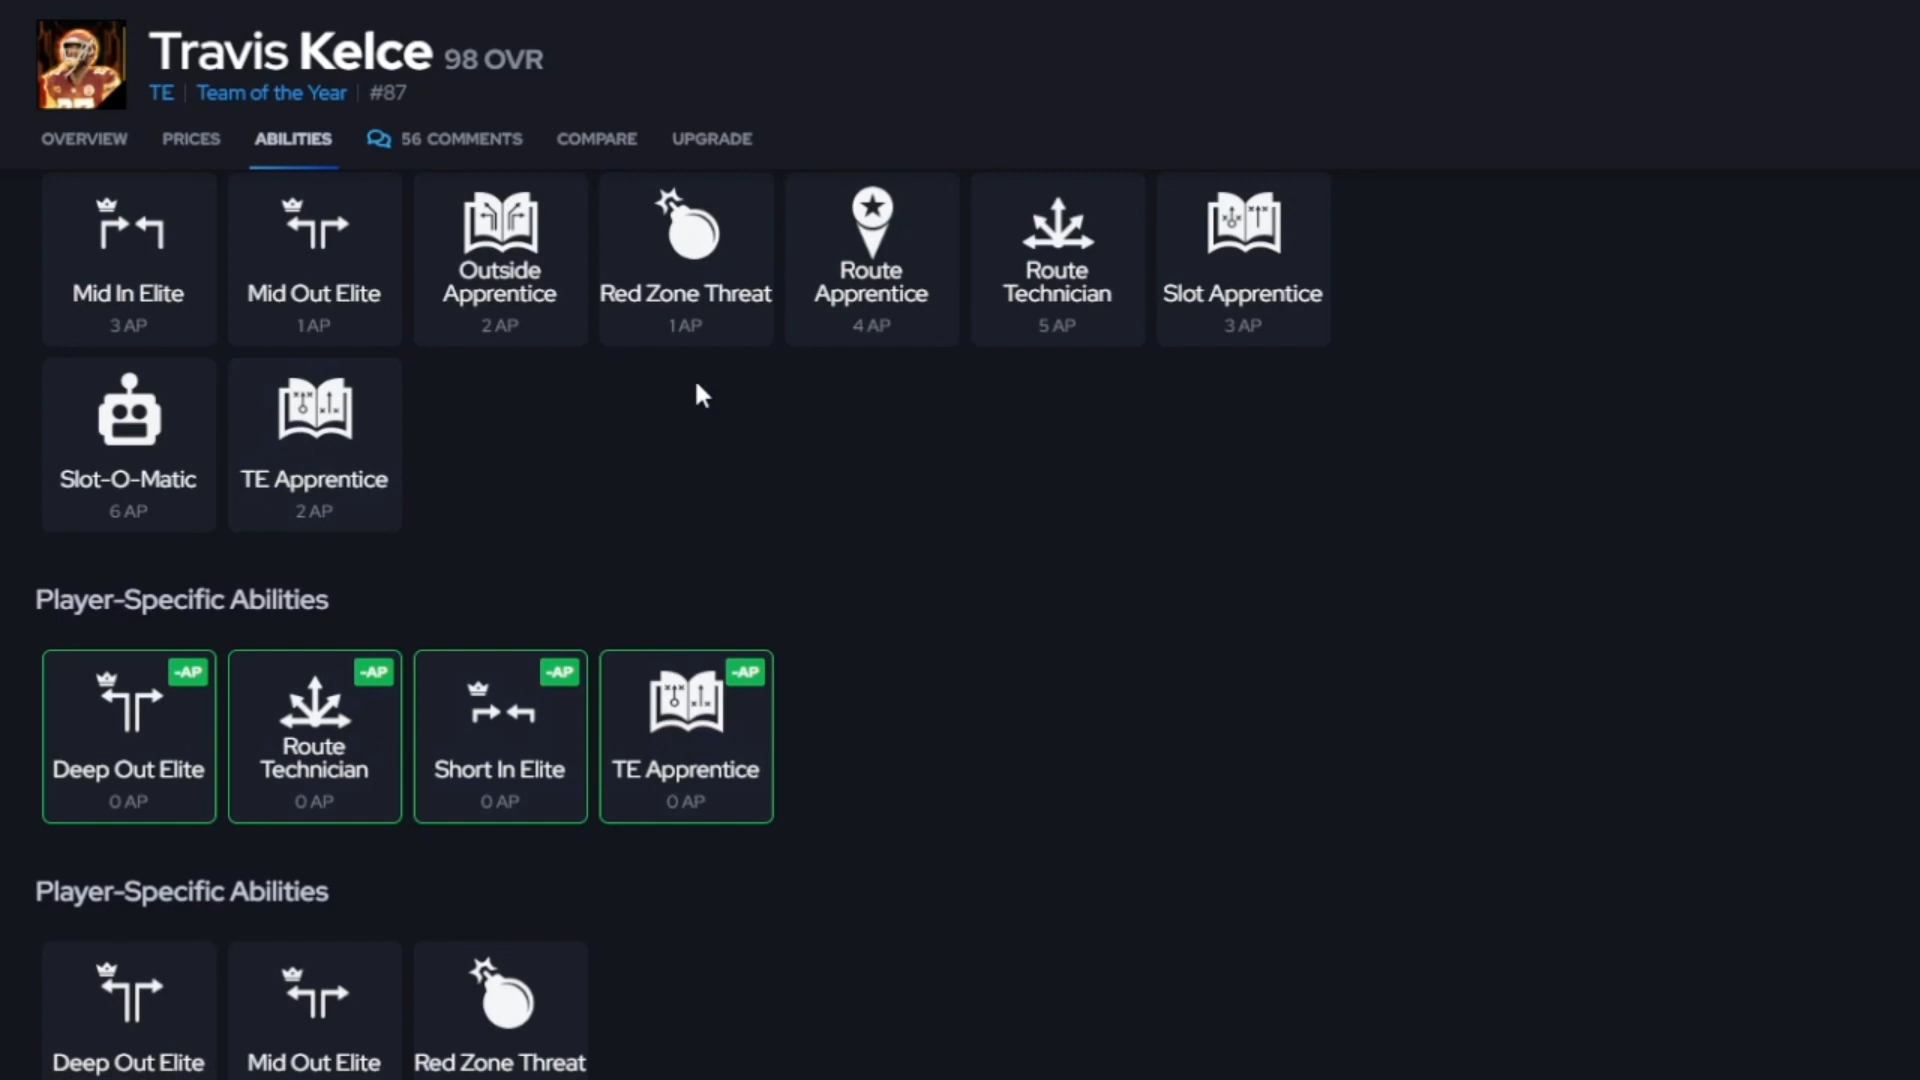 Travis Kelce 98 OVR
TE | Team of the Year | #87
OVERVIEW PRICES ABILITIES 56 COMMENTS COMPARE UPGRADE
Mid In Elite
3 AP
Mid Out Elite
1 AP
Outside
Apprentice
2 AP
Red Zone Threat
1 AP
Route
Apprentice
4 AP
Route
Technician
5 AP
Slot Apprentice
3 AP
Slot-O-Matic
6 AP
TE Apprentice
2 AP
Player-Specific Abilities
-AP
Deep Out Elite
0 AP
-AP
Route
Technician
0 AP
-AP
Short In Elite
0 AP
-AP
TE Apprentice
0 AP
Player-Specific Abilities
Deep Out Elite
Mid Out Elite
Red Zone Threat